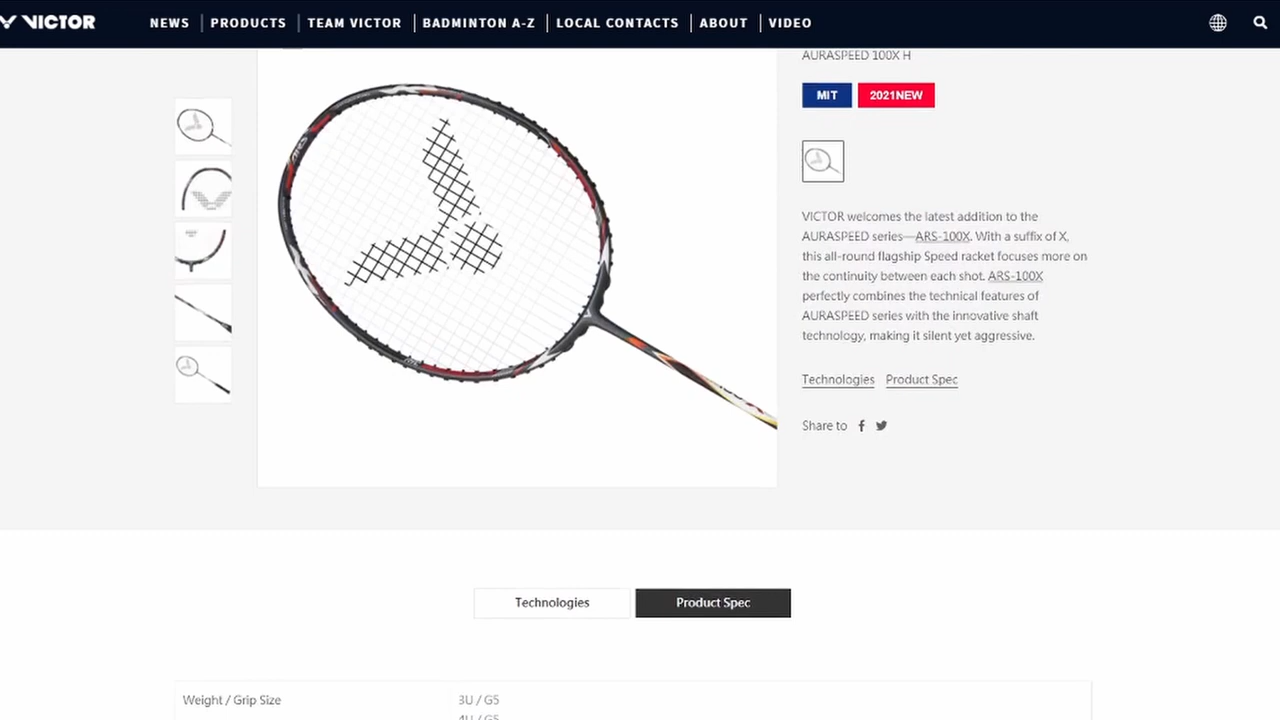 VICTOR NEWS PRODUCTS TEAM VICTOR BADMINTON A-Z LOCAL CONTACTS ABOUT VIDEO
AURASPEED 100X H
MIT 2021NEW
VICTOR welcomes the latest addition to the
AURASPEED series—ARS-100X. With a suffix of X,
this all-round flagship Speed racket focuses more on
the continuity between each shot. ARS-100X
perfectly combines the technical features of
AURASPEED series with the innovative shaft
technology, making it silent yet aggressive.
Technologies Product Spec
Share to
Technologies Product Spec
Weight / Grip Size 3U / G5
4U / G5